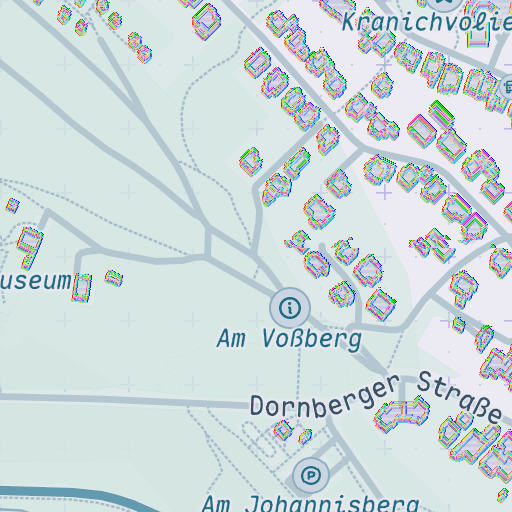 Kranichvolie
useum
Am Voßberg
Dornberger Straße
P
Am Johannisberg